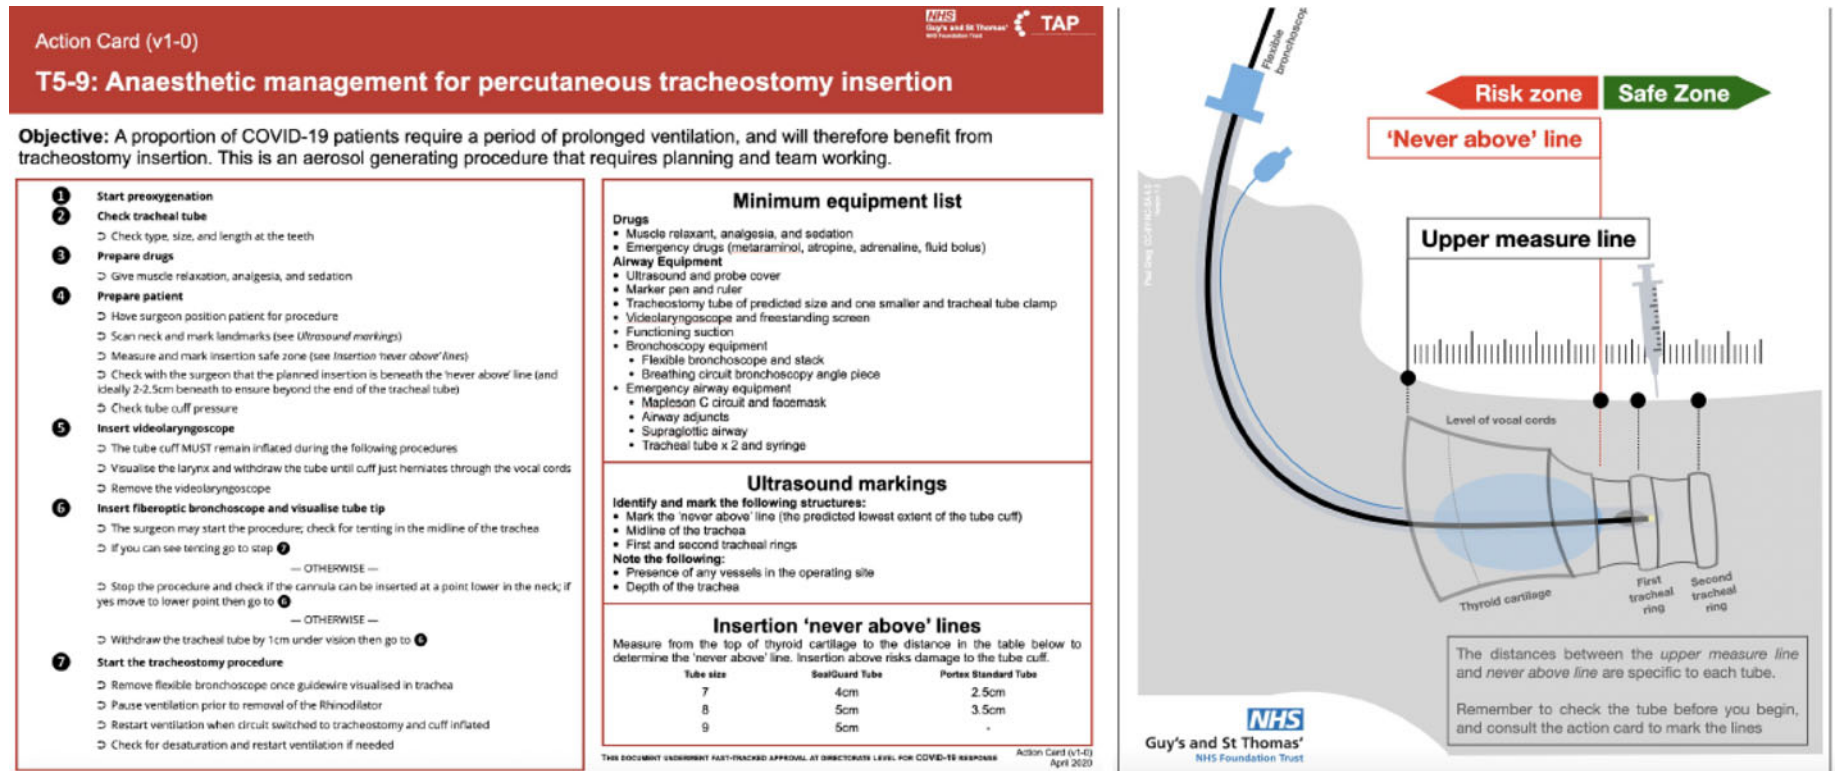 NHS
Guy's and St Thomas'
NHS Foundation Trust
TAP
Action Card (v1-0)
T5-9: Anaesthetic management for percutaneous tracheostomy insertion
Objective: A proportion of COVID-19 patients require a period of prolonged ventilation, and will therefore benefit from
tracheostomy insertion. This is an aerosol generating procedure that requires planning and team working.
1 Start preoxygenation
2 Check tracheal tube
⊃ Check type, size, and length at the teeth
3 Prepare drugs
⊃ Give muscle relaxation, analgesia, and sedation
4 Prepare patient
⊃ Have surgeon position patient for procedure
⊃ Scan neck and mark landmarks (see Ultrasound markings)
⊃ Measure and mark insertion safe zone (see Insertion 'never above' lines)
⊃ Check with the surgeon that the planned insertion is beneath the 'never above' line (and
ideally 2-2.5cm beneath to ensure beyond the end of the tracheal tube)
⊃ Check tube cuff pressure
5 Insert videolaryngoscope
⊃ The tube cuff MUST remain inflated during the following procedures
⊃ Visualise the larynx and withdraw the tube until cuff just herniates through the vocal cords
⊃ Remove the videolaryngoscope
6 Insert fiberoptic bronchoscope and visualise tube tip
⊃ The surgeon may start the procedure; check for tenting in the midline of the trachea
⊃ If you can see tenting go to step 7
— OTHERWISE —
⊃ Stop the procedure and check if the cannula can be inserted at a point lower in the neck; if
yes move to lower point then go to 6
— OTHERWISE —
⊃ Withdraw the tracheal tube by 1cm under vision then go to 6
7 Start the tracheostomy procedure
⊃ Remove flexible bronchoscope once guidewire visualised in trachea
⊃ Pause ventilation prior to removal of the Rhinodilator
⊃ Restart ventilation when circuit switched to tracheostomy and cuff inflated
⊃ Check for desaturation and restart ventilation if needed
Minimum equipment list
Drugs
• Muscle relaxant, analgesia, and sedation
• Emergency drugs (metaraminol, atropine, adrenaline, fluid bolus)
Airway Equipment
• Ultrasound and probe cover
• Marker pen and ruler
• Tracheostomy tube of predicted size and one smaller and tracheal tube clamp
• Videolaryngoscope and freestanding screen
• Functioning suction
• Bronchoscopy equipment
• Flexible bronchoscope and stack
• Breathing circuit bronchoscopy angle piece
• Emergency airway equipment
• Mapleson C circuit and facemask
• Airway adjuncts
• Supraglottic airway
• Tracheal tube x 2 and syringe
Ultrasound markings
Identify and mark the following structures:
• Mark the 'never above' line (the predicted lowest extent of the tube cuff)
• Midline of the trachea
• First and second tracheal rings
Note the following:
• Presence of any vessels in the operating site
• Depth of the trachea
Insertion 'never above' lines
Measure from the top of thyroid cartilage to the distance in the table below to
determine the 'never above' line. Insertion above risks damage to the tube cuff.
Tube size SealGuard Tube Portex Standard Tube
7 4cm 2.5cm
8 5cm 3.5cm
9 5cm -
THIS DOCUMENT UNDERWENT FAST-TRACKED APPROVAL AT DIRECTORATE LEVEL FOR COVID-19 RESPONSE
Action Card (v1-0)
April 2020
Flexible
bronchoscop
Risk zone
Safe Zone
'Never above' line
Upper measure line
Level of vocal cords
Thyroid cartilage
First
tracheal
ring
Second
tracheal
ring
The distances between the upper measure line
and never above line are specific to each tube.
Remember to check the tube before you begin,
and consult the action card to mark the lines
NHS
Guy's and St Thomas'
NHS Foundation Trust